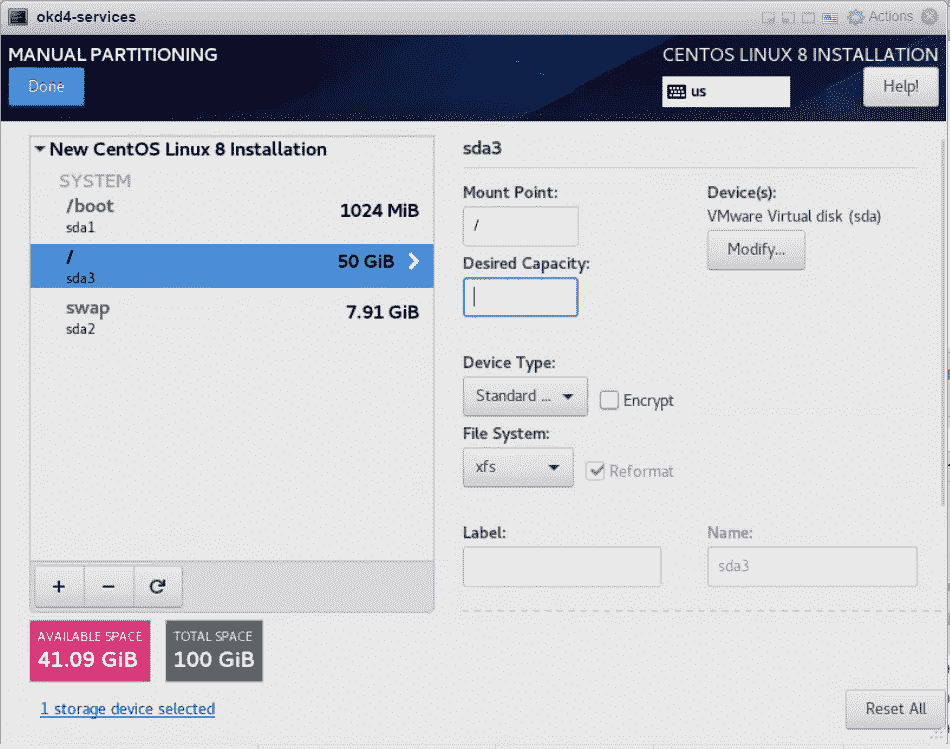 okd4-services
Actions
MANUAL PARTITIONING
CENTOS LINUX 8 INSTALLATION
Done
us
Help!
New CentOS Linux 8 Installation
SYSTEM
/boot
1024 MiB
sda1
/
50 GiB
sda3
swap
7.91 GiB
sda2
sda3
Mount Point:
Device(s):
/
VMware Virtual disk (sda)
Modify...
Desired Capacity:
Device Type:
Standard ...
Encrypt
File System:
xfs
Reformat
Label:
Name:
sda3
+
−
AVAILABLE SPACE
41.09 GiB
TOTAL SPACE
100 GiB
1 storage device selected
Reset All